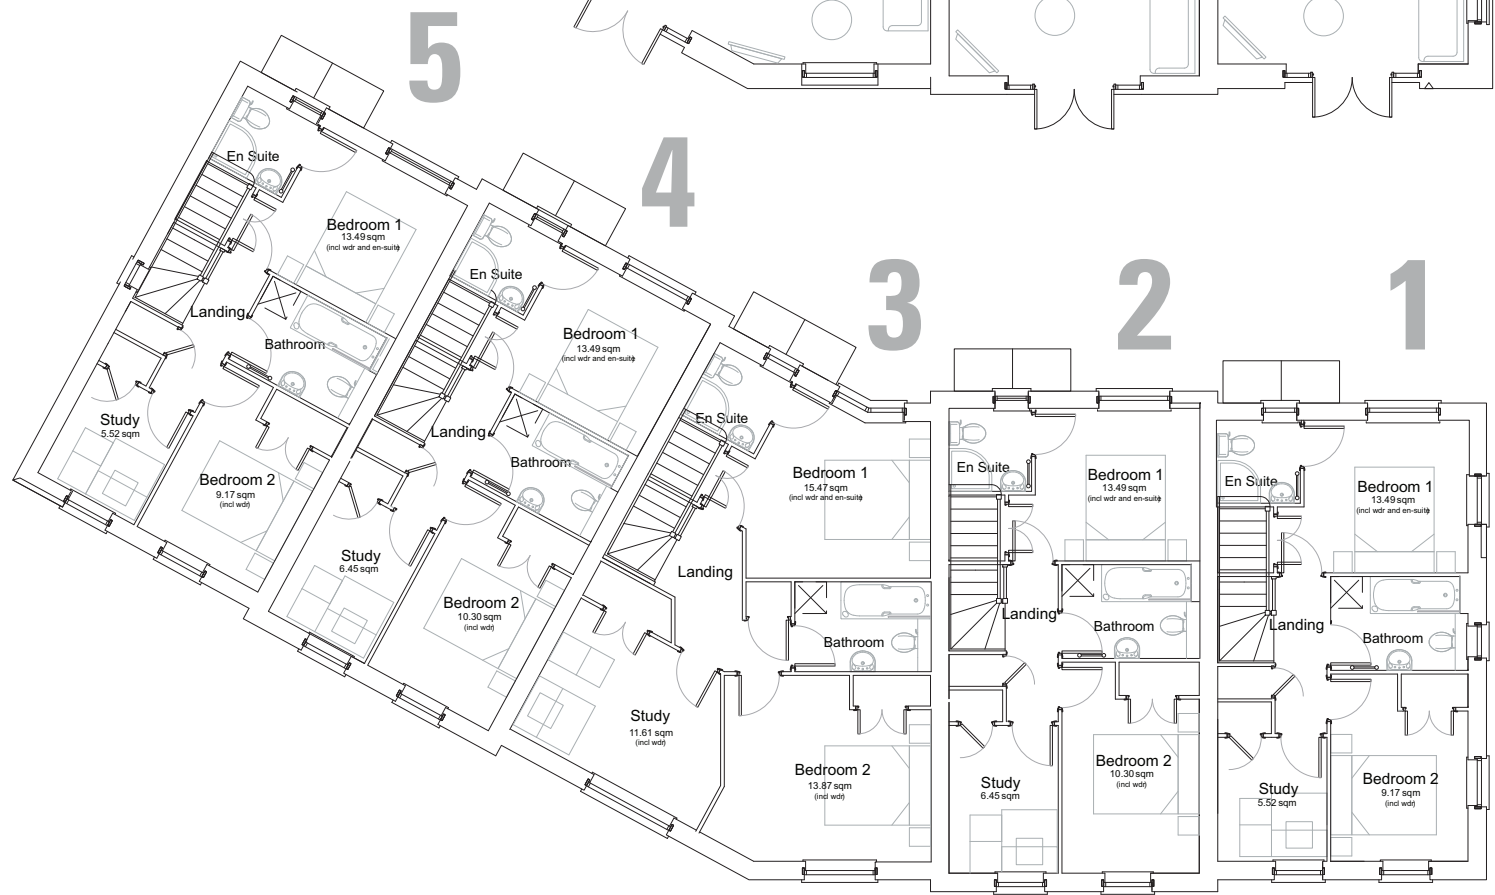 5
En Suite
Bedroom 1
13.49 sqm
(incl wdr and en-suite)
Landing
Bathroom
Study
5.52 sqm
Bedroom 2
9.17 sqm
(incl wdr)
4
En Suite
Bedroom 1
13.49 sqm
(incl wdr and en-suite)
Landing
Bathroom
Study
6.45 sqm
Bedroom 2
10.30 sqm
(incl wdr)
3
En Suite
Bedroom 1
15.47 sqm
(incl wdr and en-suite)
Landing
Bathroom
Study
11.61 sqm
(incl wdr)
Bedroom 2
13.87 sqm
(incl wdr)
2
En Suite
Bedroom 1
13.49 sqm
(incl wdr and en-suite)
Landing
Bathroom
Study
6.45 sqm
Bedroom 2
10.30 sqm
(incl wdr)
1
En Suite
Bedroom 1
13.49 sqm
(incl wdr and en-suite)
Landing
Bathroom
Study
5.52 sqm
Bedroom 2
9.17 sqm
(incl wdr)